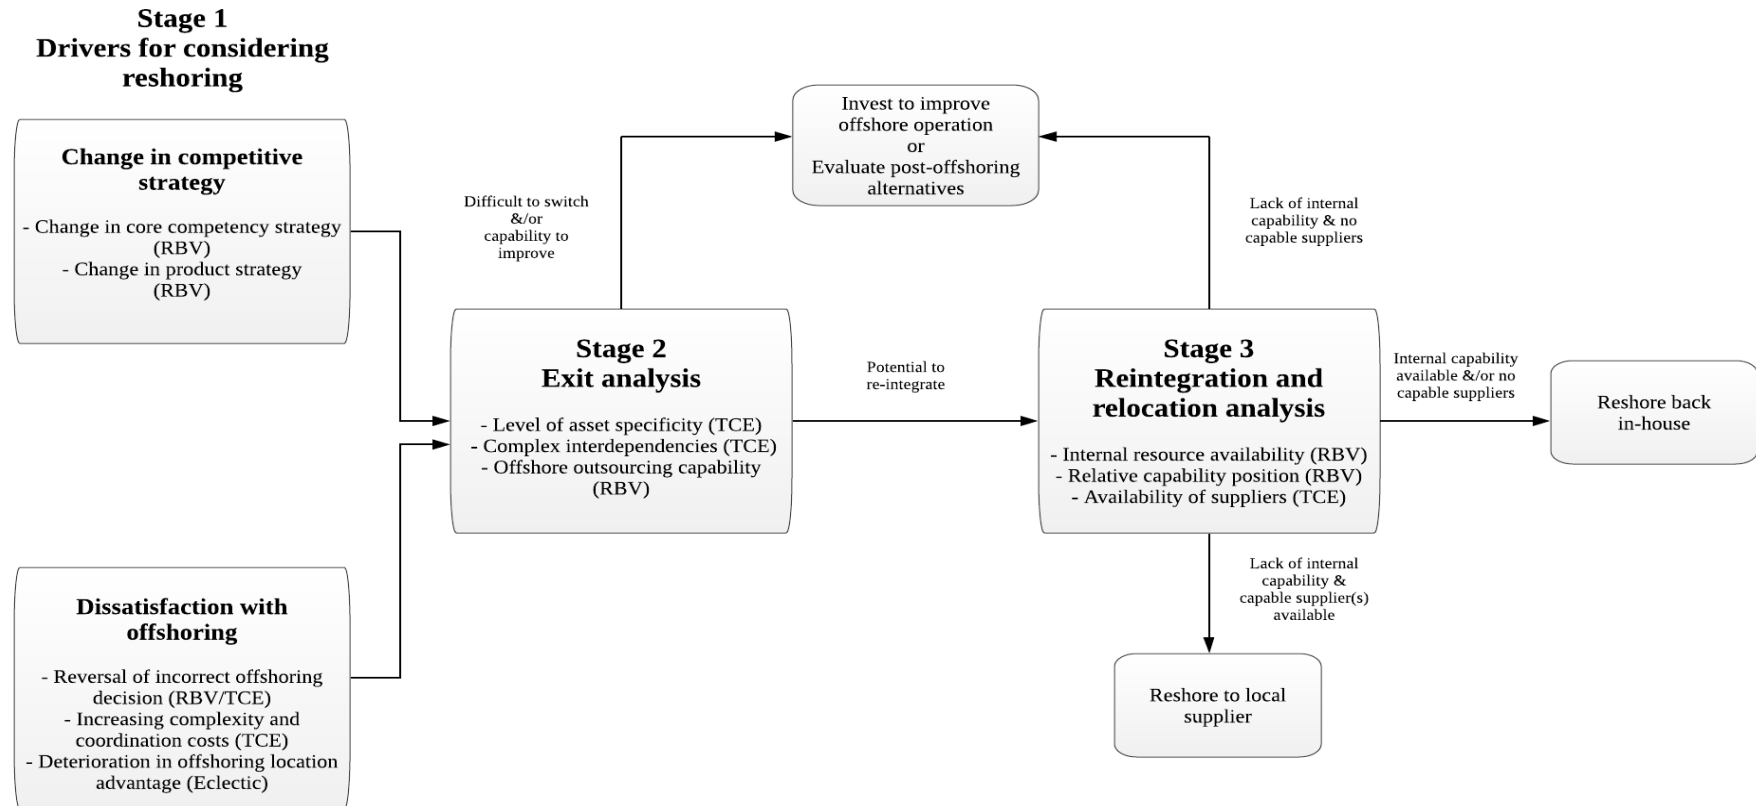 Stage 1
Drivers for considering
reshoring
Change in competitive
strategy
- Change in core competency strategy
(RBV)
- Change in product strategy
(RBV)
Dissatisfaction with
offshoring
- Reversal of incorrect offshoring
decision (RBV/TCE)
- Increasing complexity and
coordination costs (TCE)
- Deterioration in offshoring location
advantage (Eclectic)
Difficult to switch
&/or
capability to
improve
Stage 2
Exit analysis
- Level of asset specificity (TCE)
- Complex interdependencies (TCE)
- Offshore outsourcing capability
(RBV)
Invest to improve
offshore operation
or
Evaluate post-offshoring
alternatives
Potential to
re-integrate
Lack of internal
capability & no
capable suppliers
Stage 3
Reintegration and
relocation analysis
- Internal resource availability (RBV)
- Relative capability position (RBV)
- Availability of suppliers (TCE)
Internal capability
available &/or no
capable suppliers
Reshore back
in-house
Lack of internal
capability &
capable supplier(s)
available
Reshore to local
supplier